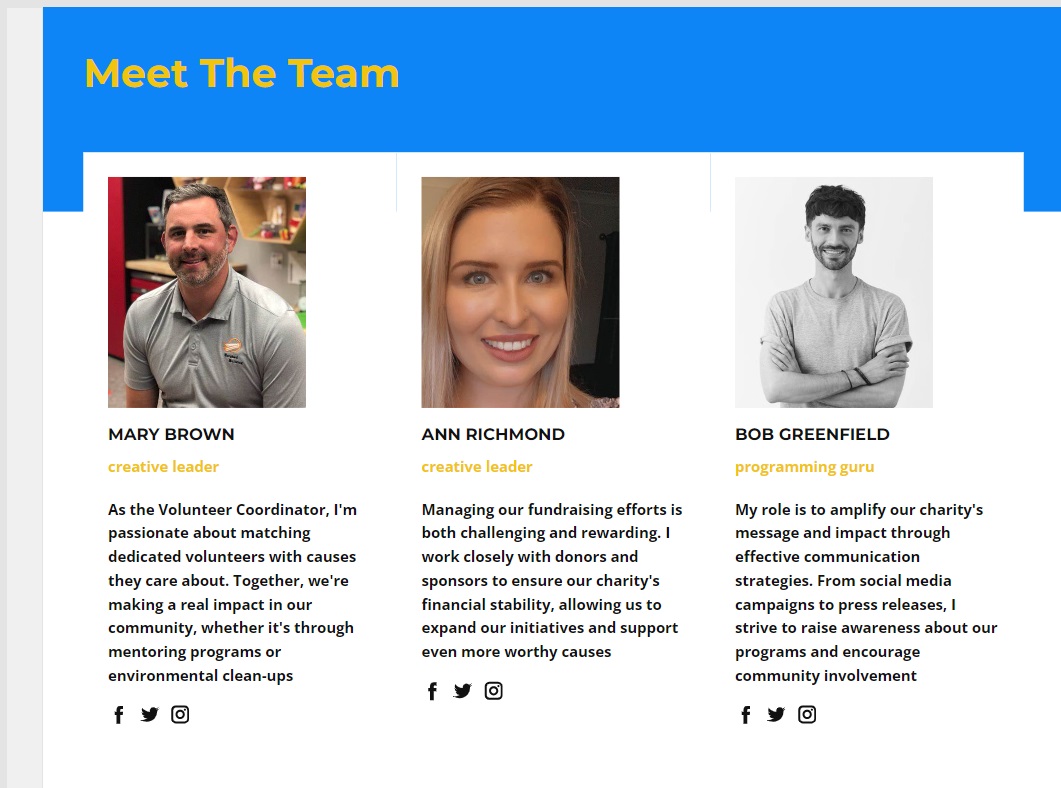 Meet The Team
MARY BROWN
creative leader
As the Volunteer Coordinator, I'm
passionate about matching
dedicated volunteers with causes
they care about. Together, we're
making a real impact in our
community, whether it's through
mentoring programs or
environmental clean-ups
ANN RICHMOND
creative leader
Managing our fundraising efforts is
both challenging and rewarding. I
work closely with donors and
sponsors to ensure our charity's
financial stability, allowing us to
expand our initiatives and support
even more worthy causes
BOB GREENFIELD
programming guru
My role is to amplify our charity's
message and impact through
effective communication
strategies. From social media
campaigns to press releases, I
strive to raise awareness about our
programs and encourage
community involvement